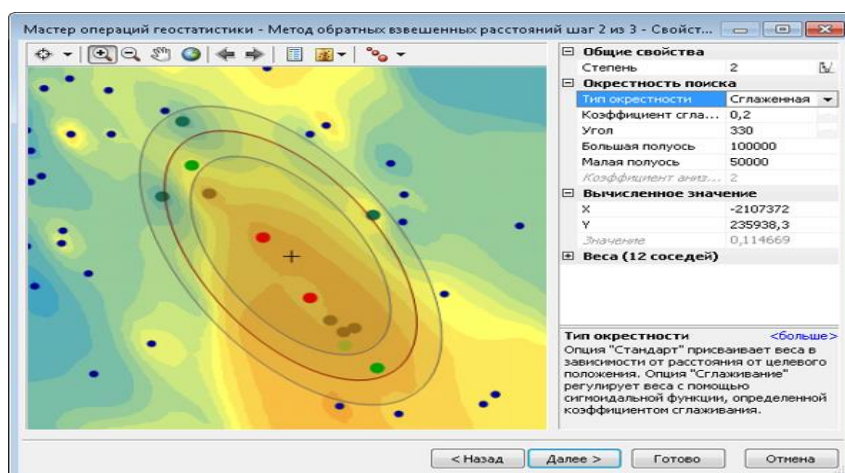 Мастер операций геостатистики - Метод обратных взвешенных расстояний шаг 2 из 3 - Свойст...
Общие свойства
Степень 2
Окрестность поиска
Тип окрестности Сглаженная
Коэффициент сгла... 0,2
Угол 330
Большая полуось 100000
Малая полуось 50000
Коэффициент аниз... 2
Вычисленное значение
X -2107372
Y 235938,3
Значение 0,114669
Веса (12 соседей)
Тип окрестности <больше>
Опция "Стандарт" присваивает веса в
зависимости от расстояния от целевого
положения. Опция "Сглаживание"
регулирует веса с помощью
сигмоидальной функции, определенной
коэффициентом сглаживания.
< Назад Далее > Готово Отмена